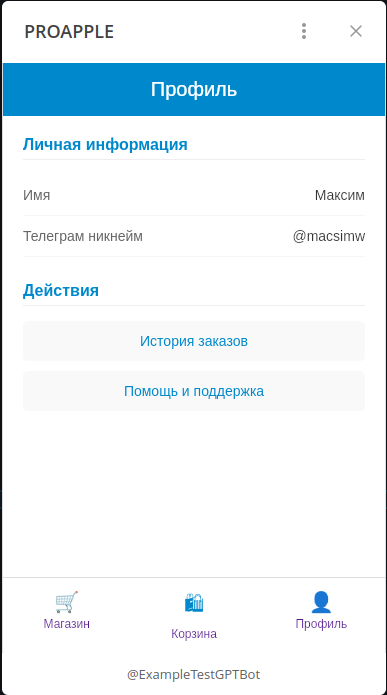 PROAPPLE
Профиль
Личная информация
Имя Максим
Телеграм никнейм @macsimw
Действия
История заказов
Помощь и поддержка
Магазин Корзина Профиль
@ExampleTestGPTBot